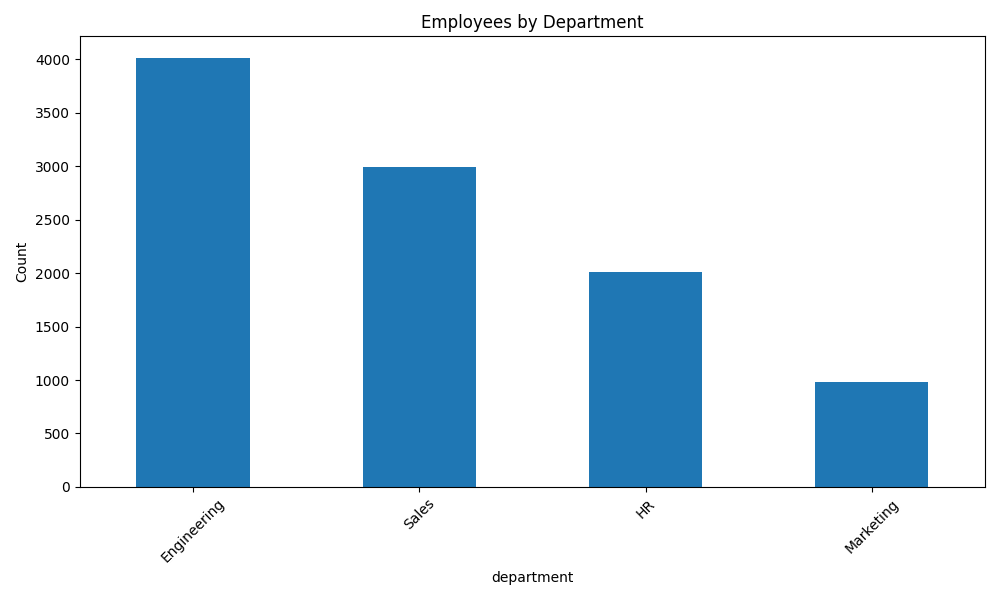 Employees by Department
Count
4000
3500
3000
2500
2000
1500
1000
500
0
Engineering
Sales
HR
Marketing
department